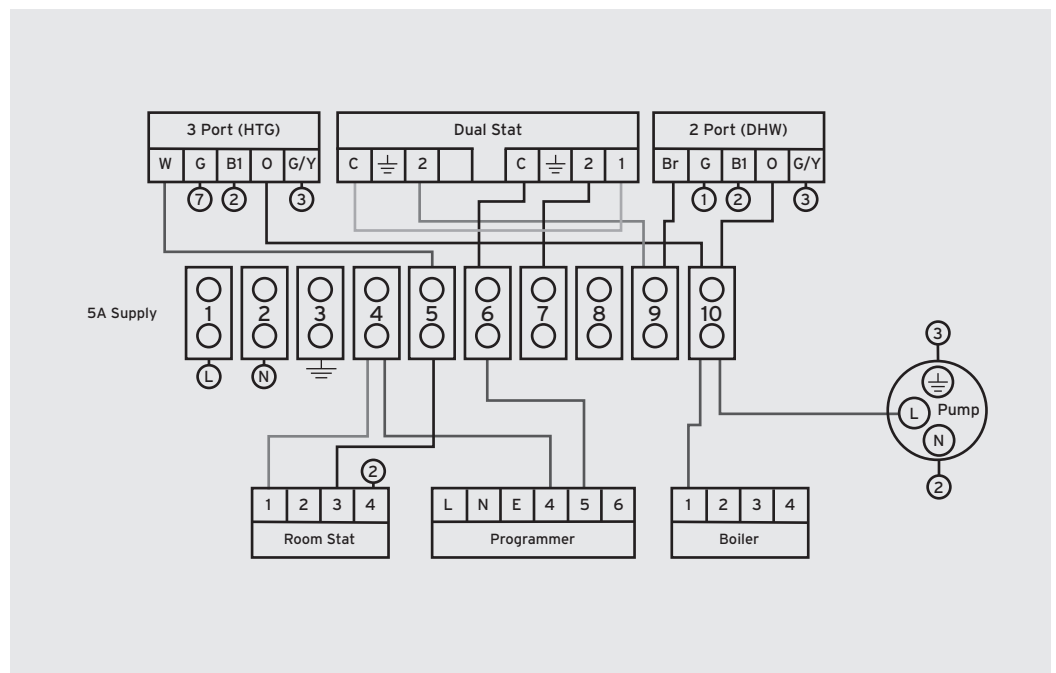 3 Port (HTG) Dual Stat 2 Port (DHW)
W G B1 O G/Y C 2 C 2 1 Br G B1 O G/Y
7 2 3 1 2 3
5A Supply 1 2 3 4 5 6 7 8 9 10
L N
3
L Pump
N
2
2
1 2 3 4 L N E 4 5 6 1 2 3 4
Room Stat Programmer Boiler